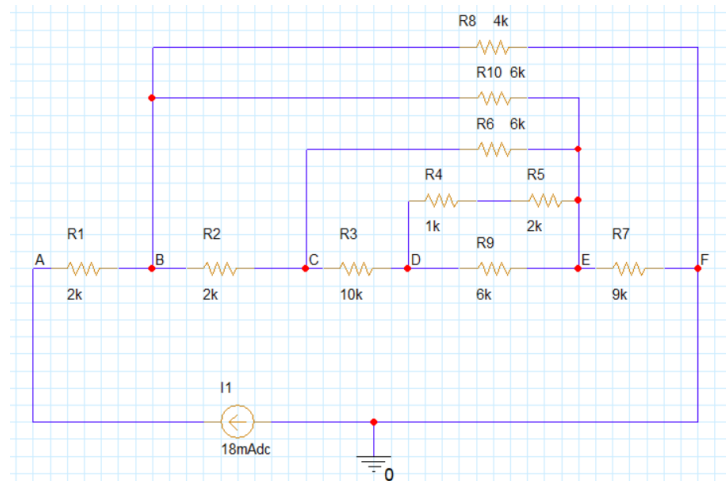 R8 4k
R10 6k
R6 6k
R4 R5
1k 2k
R1 R2 R3 R9 R7
A B C D E F
2k 2k 10k 6k 9k
I1
18mAdc
0